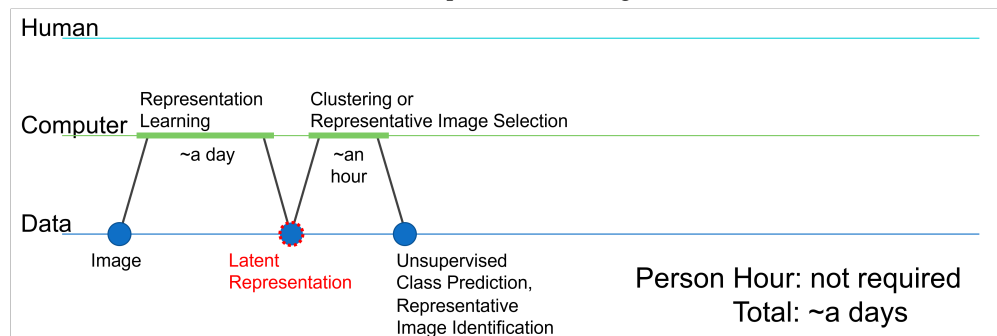 Human
Representation
Learning
Clustering or
Representative Image Selection
Computer
~a day
~an
hour
Data
Image
Latent
Representation
Unsupervised
Class Prediction,
Representative
Image Identification
Person Hour: not required
Total: ~a days